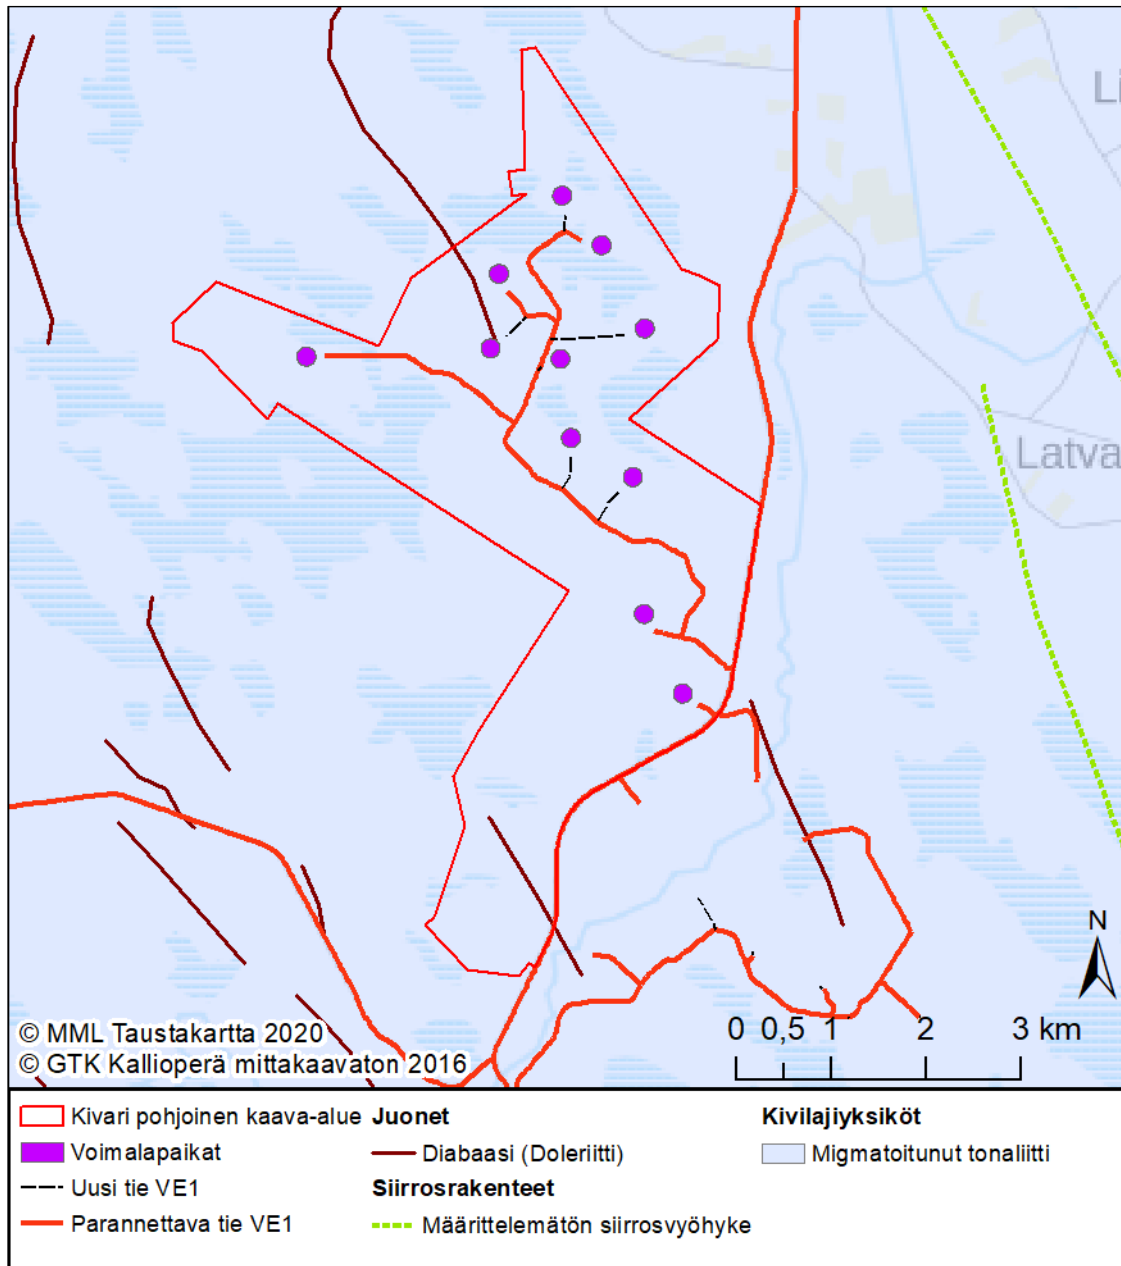 Li
Latva
N
0 0,5 1 2 3 km
© MML Taustakartta 2020
© GTK Kallioperä mittakaavaton 2016
Kivari pohjoinen kaava-alue
Voimalapaikat
Uusi tie VE1
Parannettava tie VE1
Juonet
Diabaasi (Doleriitti)
Siirrosrakenteet
Määrittelemätön siirrosvyöhyke
Kivilajiyksiköt
Migmatoitunut tonaliitti